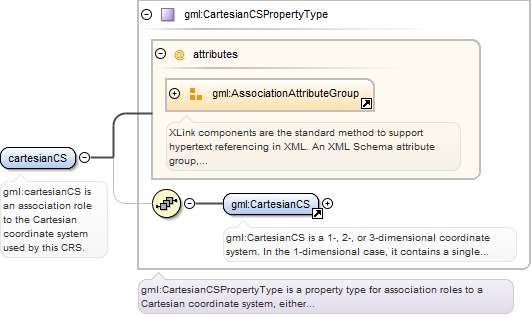 gml:CartesianCSPropertyType
@ attributes
gml:AssociationAttributeGroup
XLink components are the standard method to support
hypertext referencing in XML. An XML Schema attribute
group,...
cartesianCS
gml:cartesianCS is
an association role
to the Cartesian
coordinate system
used by this CRS.
gml:CartesianCS
gml:CartesianCS is a 1-, 2-, or 3-dimensional coordinate
system. In the 1-dimensional case, it contains a single...
gml:CartesianCSPropertyType is a property type for association roles to a
Cartesian coordinate system, either...